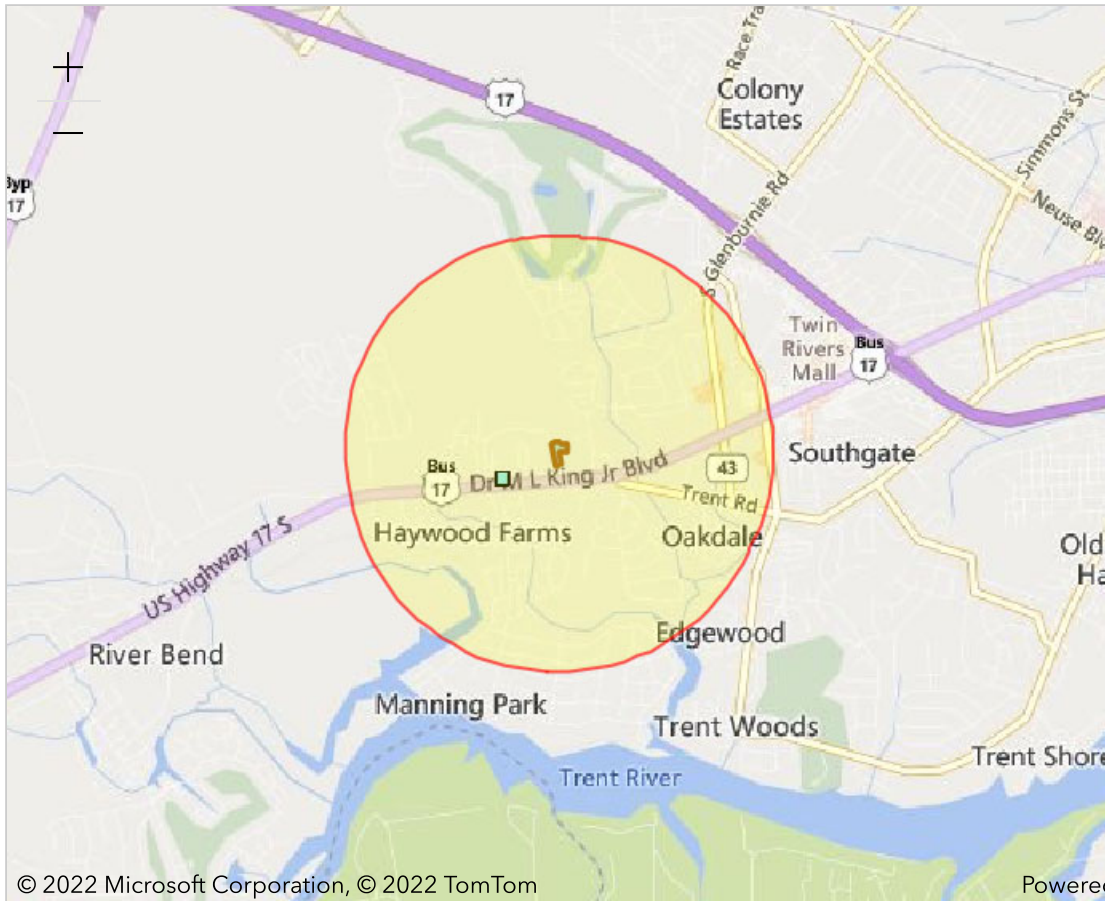 Race Tra
Colony
Estates
17
Simmons St
Byp
17
Neuse Blv
S Glenburnie Rd
Twin
Rivers
Mall
Bus
17
Southgate
Bus
17
Dr M L King Jr Blvd
43
Trent Rd
Haywood Farms
Oakdale
Old
Ha
US Highway 17 S
River Bend
Edgewood
Manning Park
Trent Woods
Trent Shore
Trent River
© 2022 Microsoft Corporation, © 2022 TomTom
Powered